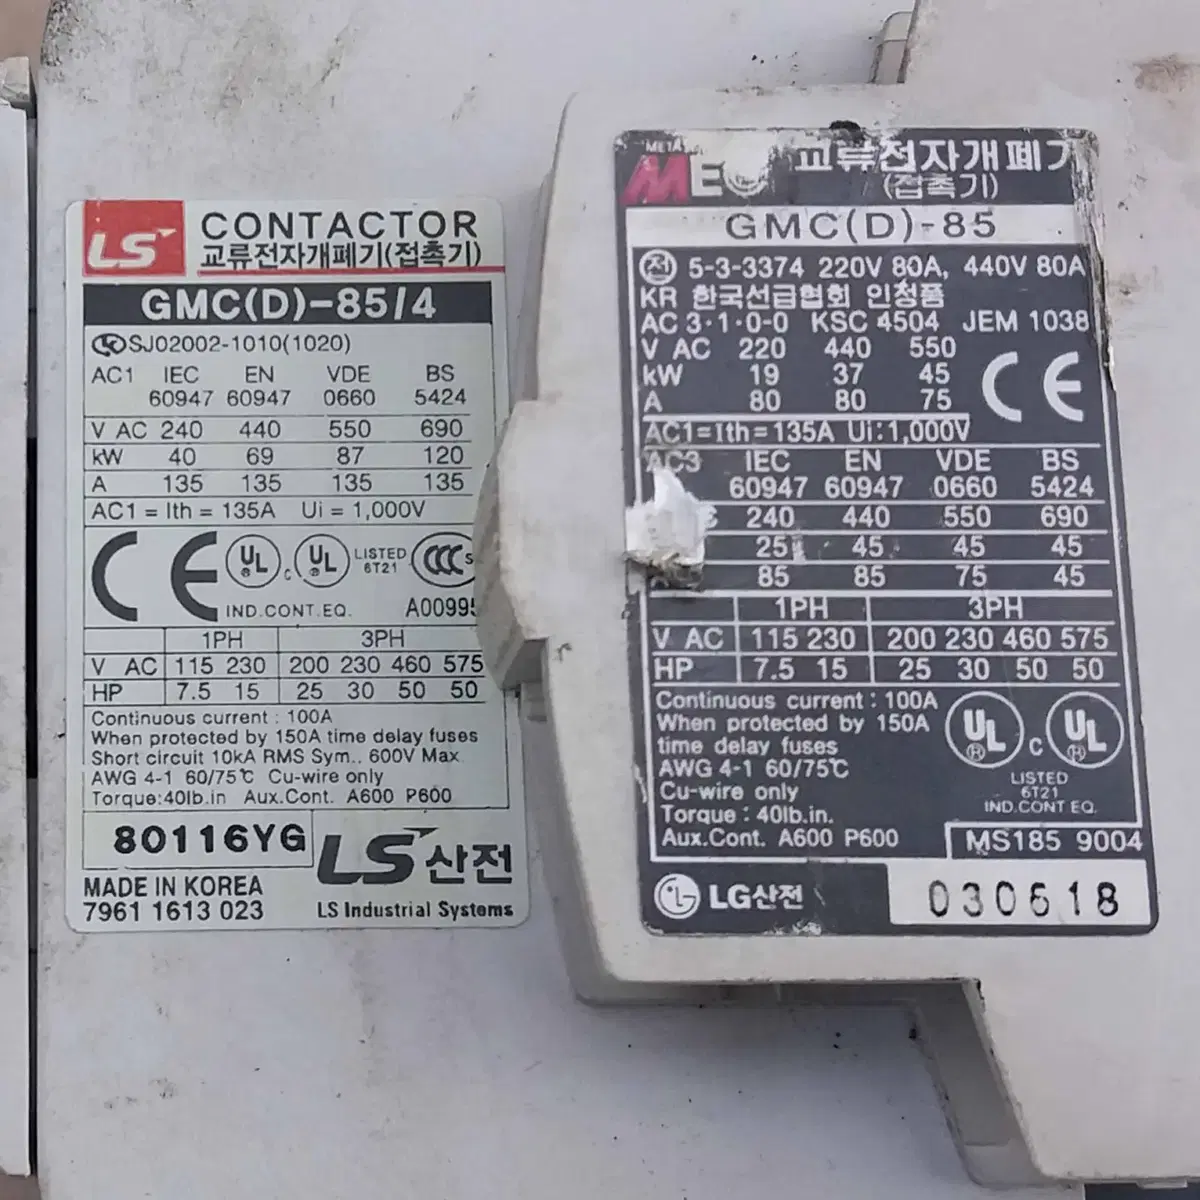 LS CONTACTOR
교류전자개폐기(접촉기)
GMC(D)-85/4
SJ02002-1010(1020)
AC1 IEC EN VDE BS
60947 60947 0660 5424
V AC 240 440 550 690
kW 40 69 87 120
A 135 135 135 135
AC1 = Ith = 135A Ui = 1,000V
CE UL c UL LISTED CCC S
6T21
IND.CONT.EQ. A00995
1PH 3PH
V AC 115 230 200 230 460 575
HP 7.5 15 25 30 50 50
Continuous current : 100A
When protected by 150A time delay fuses
Short circuit 10kA RMS Sym., 600V Max
AWG 4-1 60/75℃ Cu-wire only
Torque:40lb.in Aux.Cont. A600 P600
80116YG LS산전
MADE IN KOREA
7961 1613 023 LS Industrial Systems
교류전자개폐기
(접촉기)
GMC(D)-85
전 5-3-3374 220V 80A, 440V 80A
KR 한국선급협회 인정품
AC 3·1·0-0 KSC 4504 JEM 1038
V AC 220 440 550
kW 19 37 45
A 80 80 75
CE
AC1=Ith=135A Ui:1,000V
AC3 IEC EN VDE BS
60947 60947 0660 5424
240 440 550 690
25 45 45 45
85 85 75 45
1PH 3PH
V AC 115 230 200 230 460 575
HP 7.5 15 25 30 50 50
Continuous current : 100A
When protected by 150A
time delay fuses
AWG 4-1 60/75℃
Cu-wire only
Torque : 40lb.in.
Aux.Cont. A600 P600
UL c UL
LISTED
6T21
IND.CONT EQ.
MS185 9004
LG산전 030618